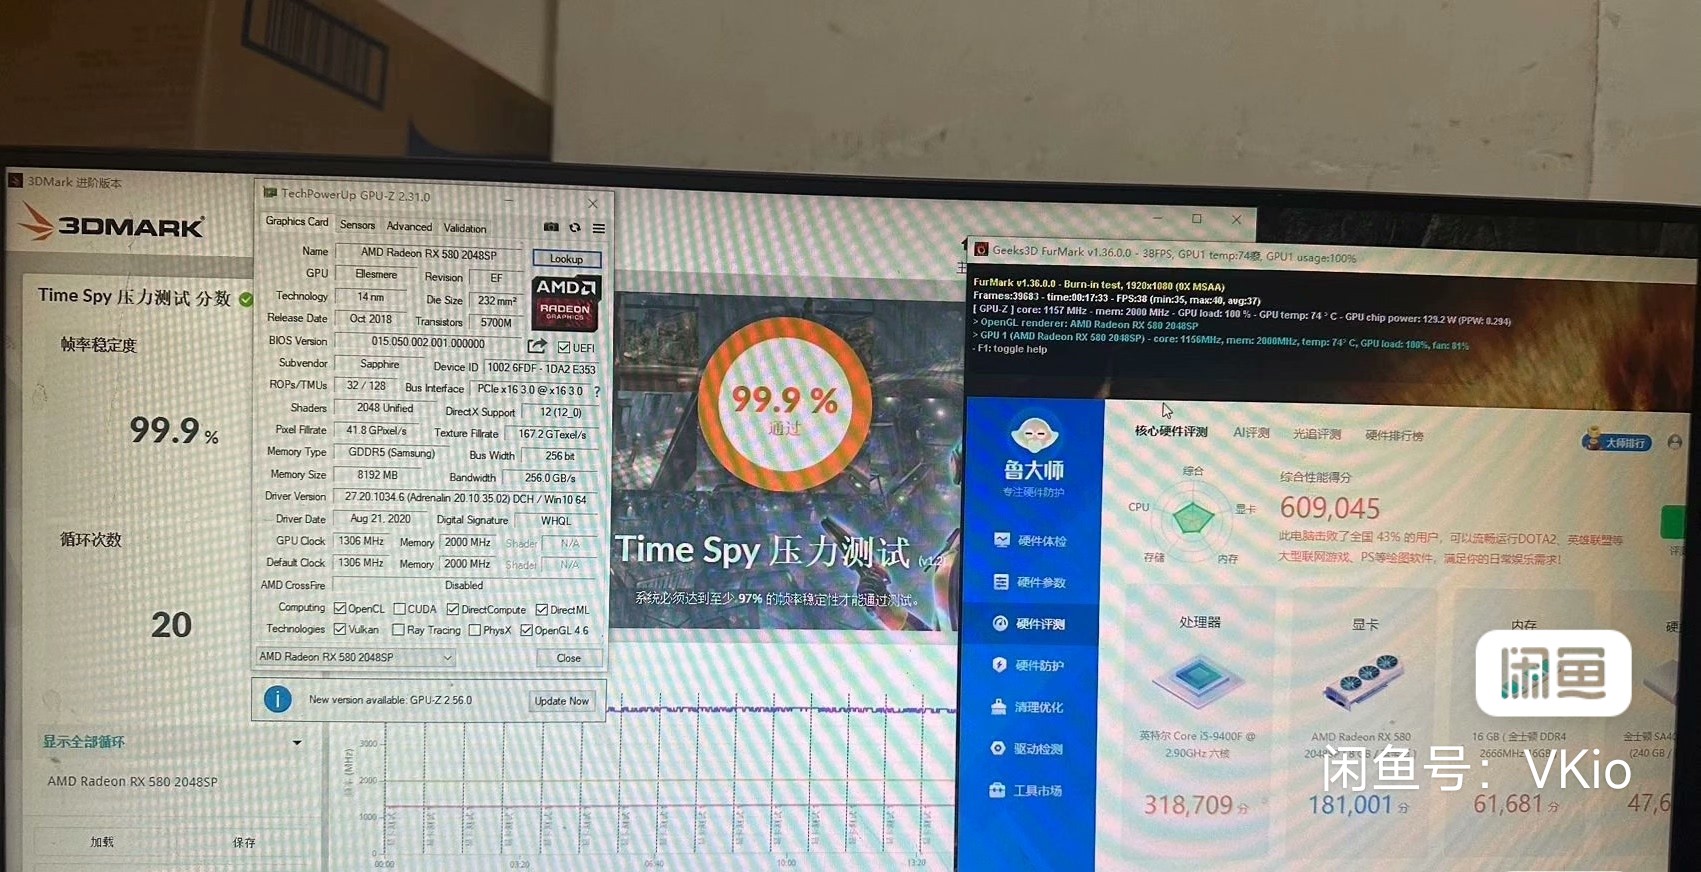 3DMark 进阶版本
3DMARK
Time Spy 压力测试 分数
帧率稳定度
99.9 %
循环次数
20
显示全部循环
AMD Radeon RX 580 2048SP
加载
保存
TechPowerUp GPU-Z 2.31.0
Graphics Card Sensors Advanced Validation
Name AMD Radeon RX 580 2048SP Lookup
GPU Ellesmere Revision EF
Technology 14 nm Die Size 232 mm²
Release Date Oct 2018 Transistors 5700M
AMD
RADEON
GRAPHICS
BIOS Version 015.050.002.001.000000 UEFI
Subvendor Sapphire Device ID 1002 6FDF - 1DA2 E353
ROPs/TMUs 32 / 128 Bus Interface PCIe x16 3.0 @ x16 3.0 ?
Shaders 2048 Unified DirectX Support 12 (12_0)
Pixel Fillrate 41.8 GPixel/s Texture Fillrate 167.2 GTexel/s
Memory Type GDDR5 (Samsung) Bus Width 256 bit
Memory Size 8192 MB Bandwidth 256.0 GB/s
Driver Version 27.20.1034.6 (Adrenalin 20.10.35.02) DCH / Win10 64
Driver Date Aug 21, 2020 Digital Signature WHQL
GPU Clock 1306 MHz Memory 2000 MHz Shader N/A
Default Clock 1306 MHz Memory 2000 MHz Shader N/A
AMD CrossFire Disabled
Computing OpenCL CUDA DirectCompute DirectML
Technologies Vulkan Ray Tracing PhysX OpenGL 4.6
AMD Radeon RX 580 2048SP Close
New version available: GPU-Z 2.56.0 Update Now
99.9 %
通过
Time Spy 压力测试 (v1.2)
系统必须达到至少 97% 的帧率稳定性才能通过测试。
3000
2000
1000
0
(MHz)
00:00 03:20 06:40 10:00 13:20
Geeks3D FurMark v1.36.0.0 - 38FPS, GPU1 temp:74癈, GPU1 usage:100%
FurMark v1.36.0.0 - Burn-in test, 1920x1080 (0X MSAA)
Frames:39683 - time:00:17:33 - FPS:38 (min:35, max:40, avg:37)
[ GPU-Z ] core: 1157 MHz - mem: 2000 MHz - GPU load: 100 % - GPU temp: 74 ° C - GPU chip power: 129.2 W (PPW: 0.294)
> OpenGL renderer: AMD Radeon RX 580 2048SP
> GPU 1 (AMD Radeon RX 580 2048SP) - core: 1156MHz, mem: 2000MHz, temp: 74° C, GPU load: 100%, fan: 81%
- F1: toggle help
鲁大师
专注硬件防护
硬件体检
硬件参数
硬件评测
硬件防护
清理优化
驱动检测
工具市场
核心硬件评测 AI评测 光追评测 硬件排行榜 大师排行
综合
CPU
显卡
存储
内存
综合性能得分
609,045
此电脑击败了全国 43% 的用户，可以流畅运行DOTA2、英雄联盟等
大型联网游戏、PS等绘图软件，满足你的日常娱乐需求!
处理器
英特尔 Core i5-9400F @
2.90GHz 六核
318,709 分
显卡
AMD Radeon RX 580
181,001 分
内存
16 GB ( 金士顿 DDR4
2666MHz
61,681 分
金士顿 SA4
(240 GB /
47,6
闲鱼
闲鱼号：VKio